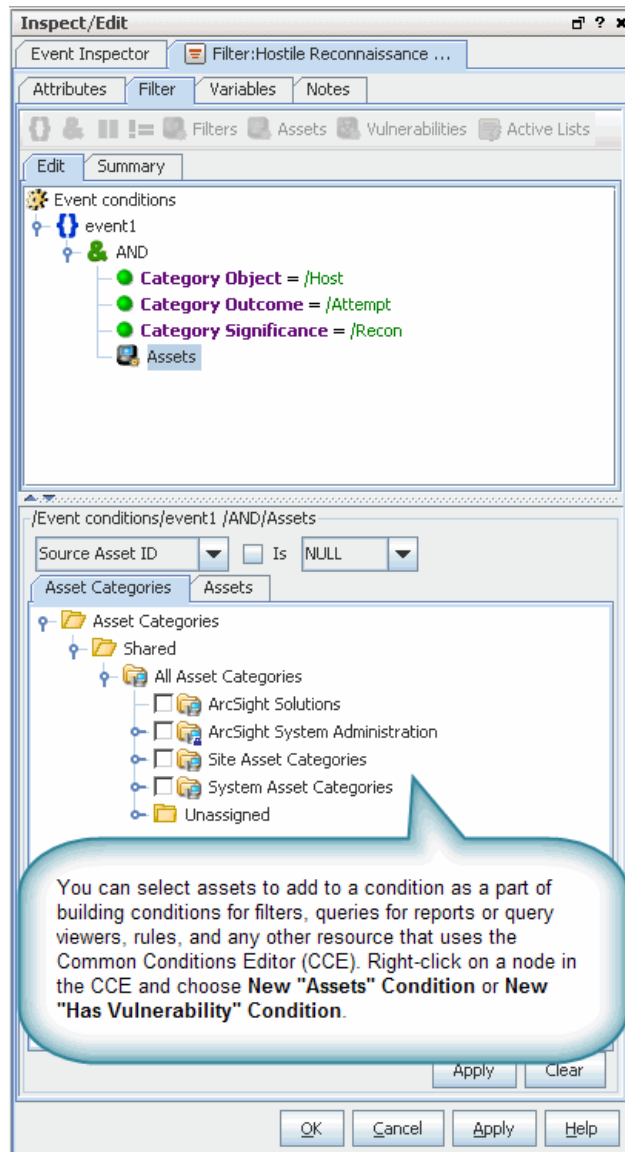 Inspect/Edit
Event Inspector Filter:Hostile Reconnaissance ...
Attributes Filter Variables Notes
!= Filters Assets Vulnerabilities Active Lists
Edit Summary
Event conditions
event1
AND
Category Object = /Host
Category Outcome = /Attempt
Category Significance = /Recon
Assets
/Event conditions/event1 /AND/Assets
Source Asset ID Is NULL
Asset Categories Assets
Asset Categories
Shared
All Asset Categories
ArcSight Solutions
ArcSight System Administration
Site Asset Categories
System Asset Categories
Unassigned
You can select assets to add to a condition as a part of
building conditions for filters, queries for reports or query
viewers, rules, and any other resource that uses the
Common Conditions Editor (CCE). Right-click on a node in
the CCE and choose New "Assets" Condition or New
"Has Vulnerability" Condition.
Apply Clear
OK Cancel Apply Help